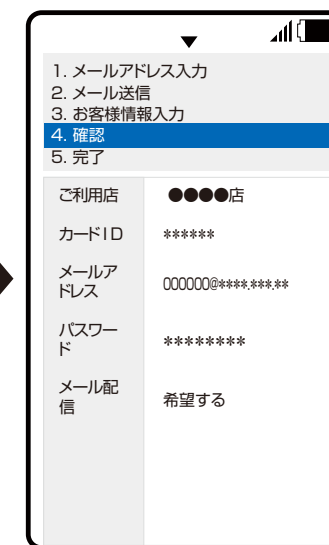 1. メールアドレス入力
2. メール送信
3. お客様情報入力
4. 確認
5. 完了
ご利用店 ●●●●店
カードID ******
メールア
ドレス 000000@****.***.**
パスワー
ド ********
メール配
信 希望する